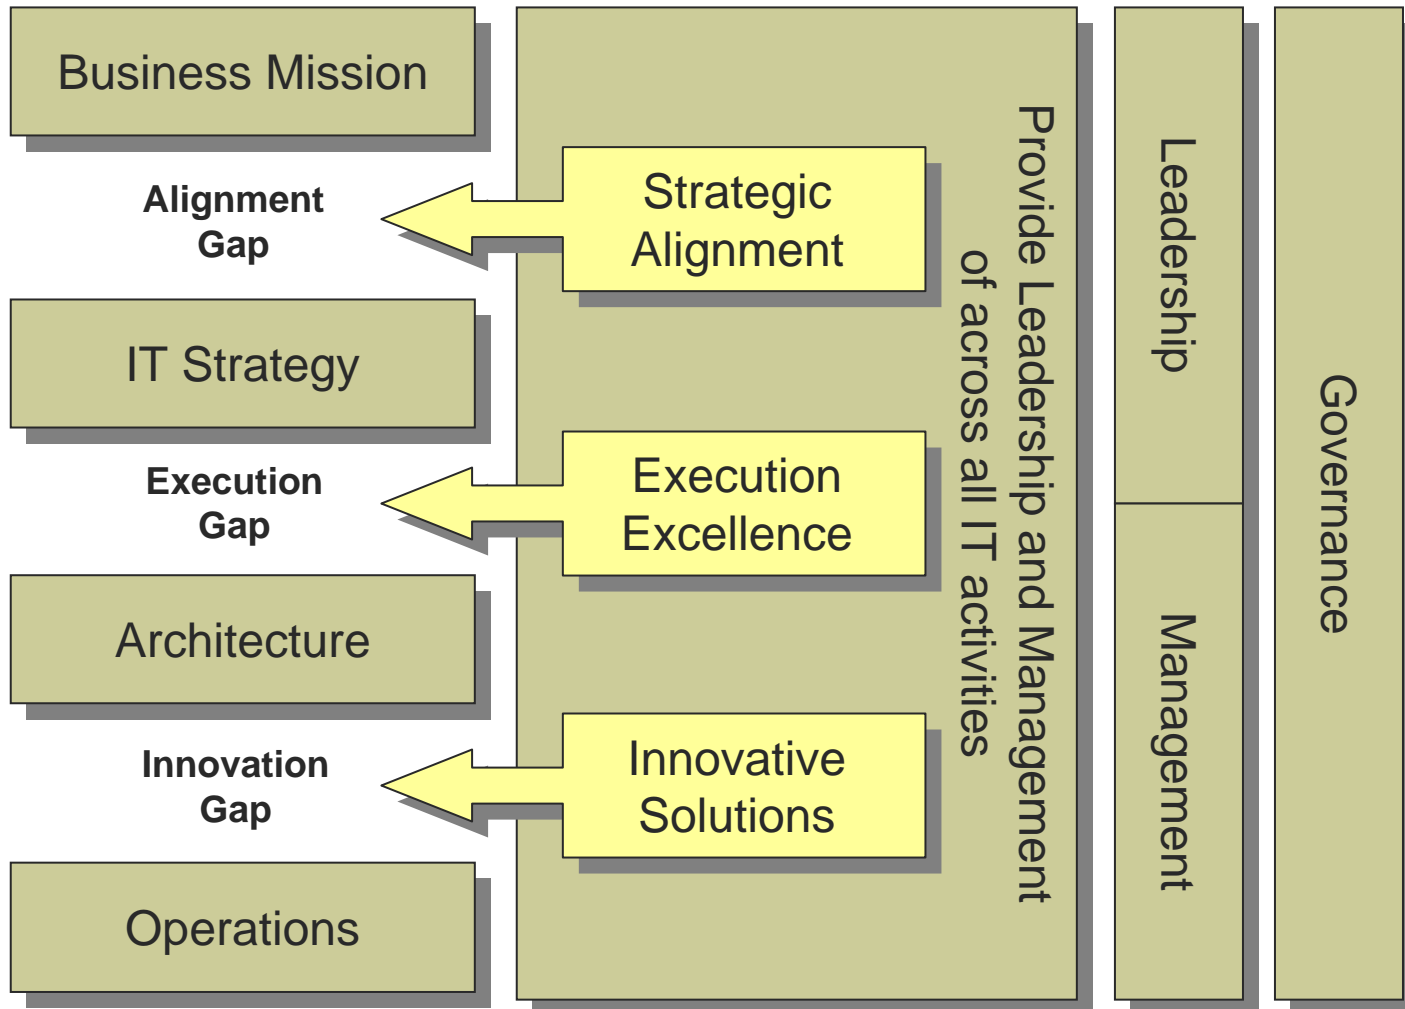 Business Mission
Alignment
Gap
IT Strategy
Execution
Gap
Architecture
Innovation
Gap
Operations
Strategic
Alignment
Execution
Excellence
Innovative
Solutions
Provide Leadership and Management
of across all IT activities
Leadership
Management
Governance